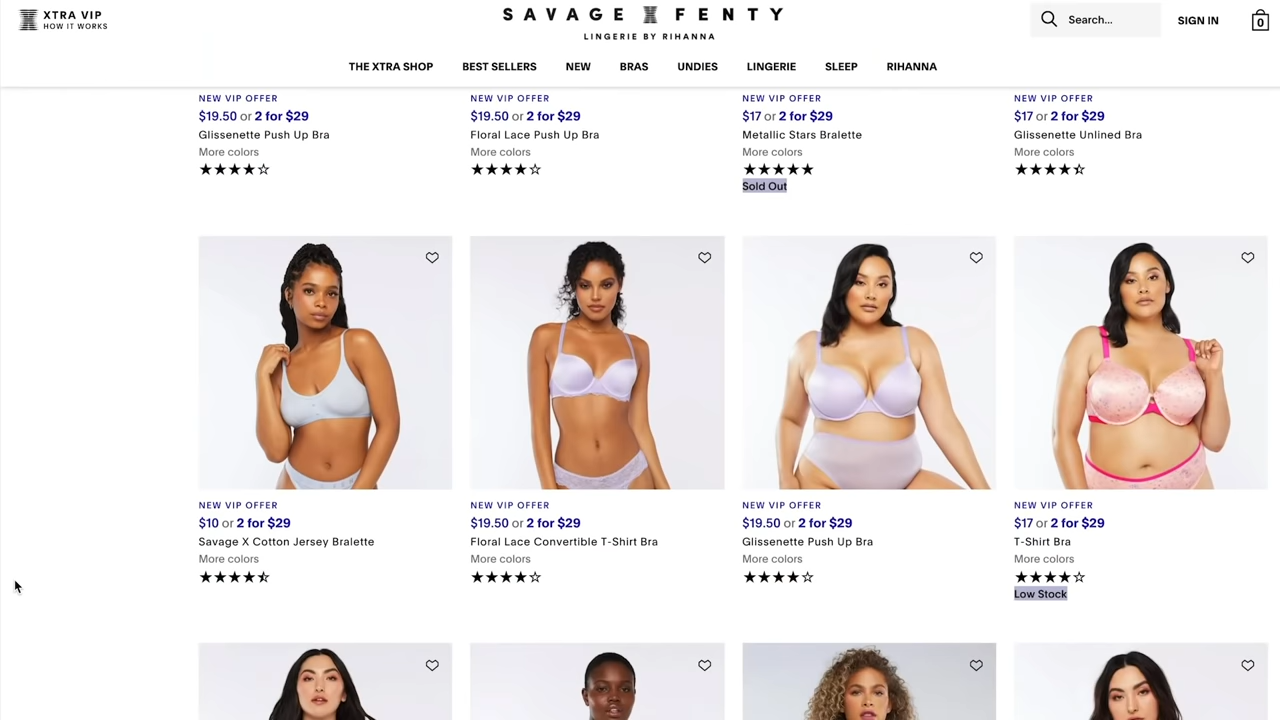 XTRA VIP
HOW IT WORKS
SAVAGE X FENTY
LINGERIE BY RIHANNA
Search...
SIGN IN
0
THE XTRA SHOP BEST SELLERS NEW BRAS UNDIES LINGERIE SLEEP RIHANNA
NEW VIP OFFER
$19.50 or 2 for $29
Glissenette Push Up Bra
More colors
NEW VIP OFFER
$19.50 or 2 for $29
Floral Lace Push Up Bra
More colors
NEW VIP OFFER
$17 or 2 for $29
Metallic Stars Bralette
More colors
Sold Out
NEW VIP OFFER
$17 or 2 for $29
Glissenette Unlined Bra
More colors
NEW VIP OFFER
$10 or 2 for $29
Savage X Cotton Jersey Bralette
More colors
NEW VIP OFFER
$19.50 or 2 for $29
Floral Lace Convertible T-Shirt Bra
More colors
NEW VIP OFFER
$19.50 or 2 for $29
Glissenette Push Up Bra
More colors
NEW VIP OFFER
$17 or 2 for $29
T-Shirt Bra
More colors
Low Stock